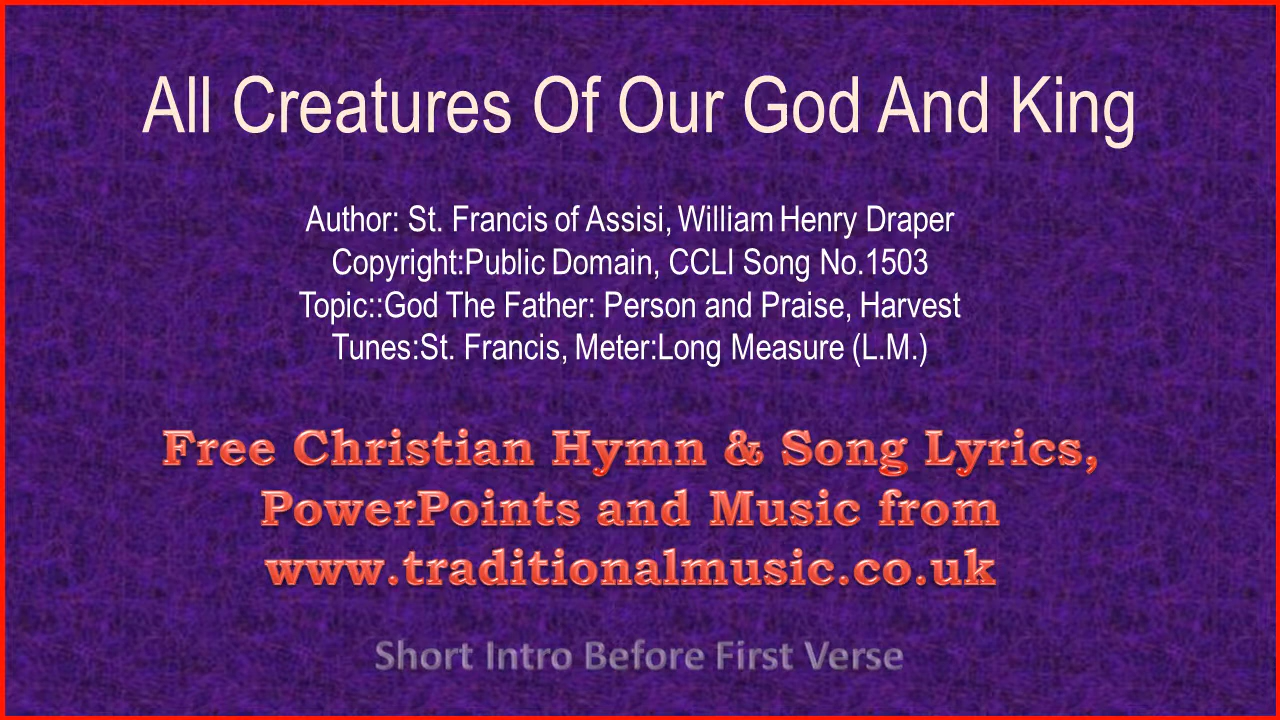 All Creatures Of Our God And King
Author: St. Francis of Assisi, William Henry Draper
Copyright:Public Domain, CCLI Song No.1503
Topic::God The Father: Person and Praise, Harvest
Tunes:St. Francis, Meter:Long Measure (L.M.)
Free Christian Hymn & Song Lyrics,
PowerPoints and Music from
www.traditionalmusic.co.uk
Short Intro Before First Verse